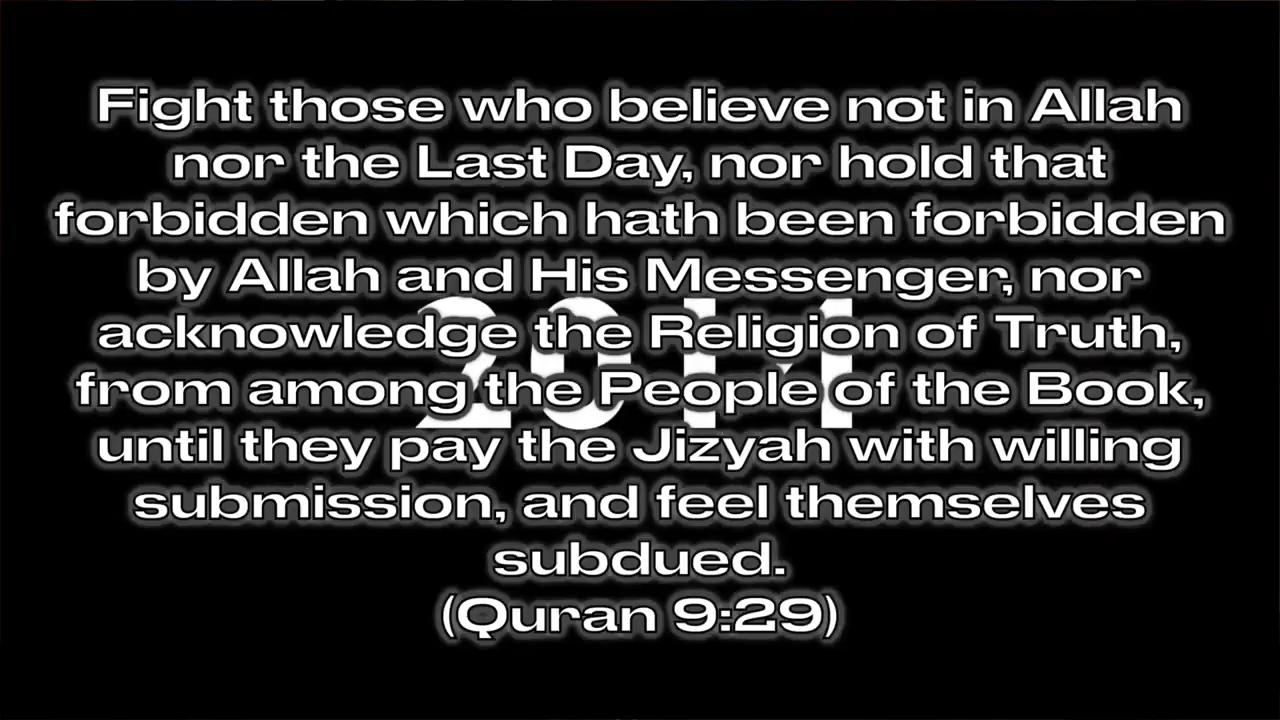 Fight those who believe not in Allah
nor the Last Day, nor hold that
forbidden which hath been forbidden
by Allah and His Messenger, nor
acknowledge the Religion of Truth,
from among the People of the Book,
until they pay the Jizyah with willing
submission, and feel themselves
subdued.
(Quran 9:29)
2011